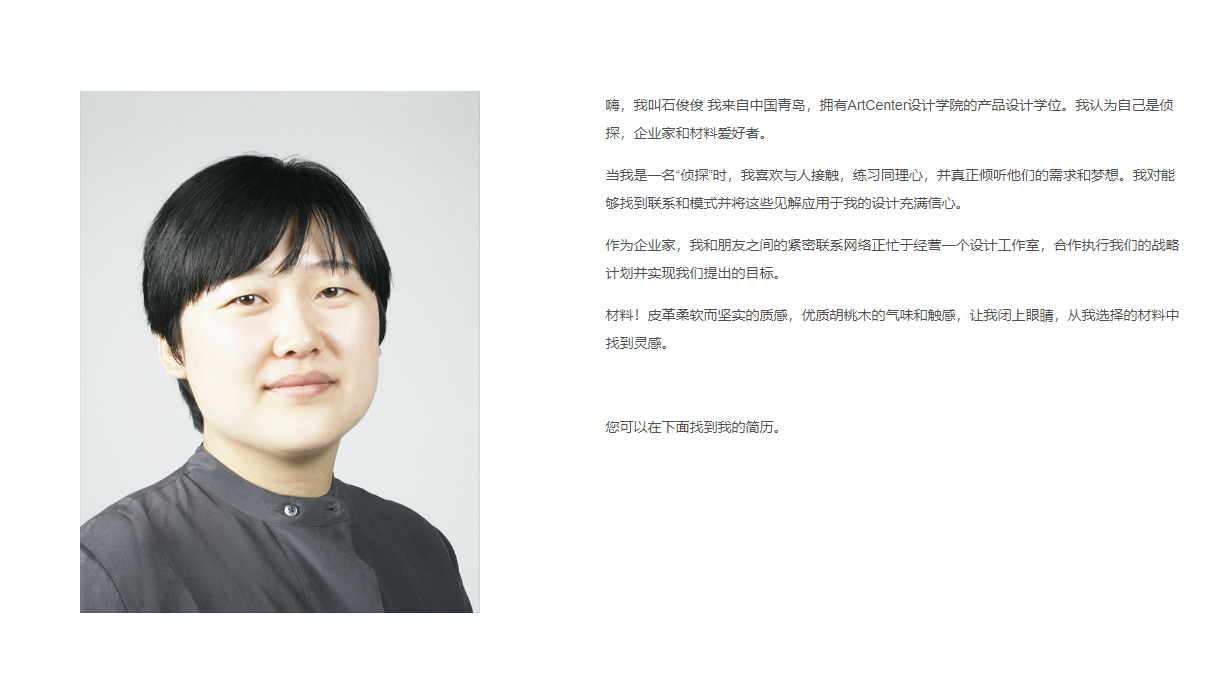 嗨，我叫石俊俊 我来自中国青岛，拥有ArtCenter设计学院的产品设计学位。我认为自己是侦
探，企业家和材料爱好者。
当我是一名“侦探”时，我喜欢与人接触，练习同理心，并真正倾听他们的需求和梦想。我对能
够找到联系和模式并将这些见解应用于我的设计充满信心。
作为企业家，我和朋友之间的紧密联系网络正忙于经营一个设计工作室，合作执行我们的战略
计划并实现我们提出的目标。
材料！皮革柔软而坚实的质感，优质胡桃木的气味和触感，让我闭上眼睛，从我选择的材料中
找到灵感。
您可以在下面找到我的简历。